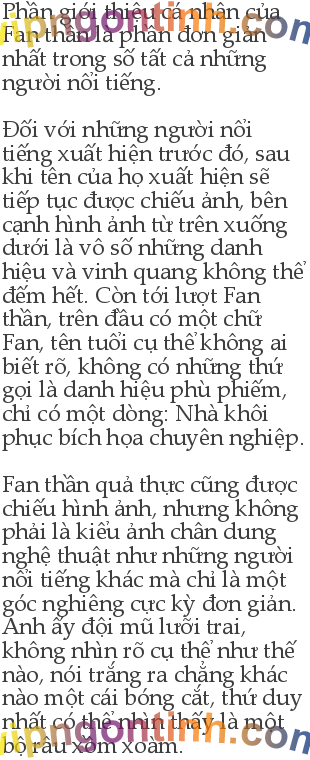 Phần giới thiệu cá nhân của
Fan thần là phần đơn giản
nhất trong số tất cả những
người nổi tiếng.
Đối với những người nổi
tiếng xuất hiện trước đó, sau
khi tên của họ xuất hiện sẽ
tiếp tục được chiếu ảnh, bên
cạnh hình ảnh từ trên xuống
dưới là vô số những danh
hiệu và vinh quang không thể
đếm hết. Còn tới lượt Fan
thần, trên đầu có một chữ
Fan, tên tuổi cụ thể không ai
biết rõ, không có những thứ
gọi là danh hiệu phù phiếm,
chỉ có một dòng: Nhà khôi
phục bích họa chuyên nghiệp.
Fan thần quả thực cũng được
chiếu hình ảnh, nhưng không
phải là kiểu ảnh chân dung
nghệ thuật như những người
nổi tiếng khác mà chỉ là một
góc nghiêng cực kỳ đơn giản.
Anh ấy đội mũ lưỡi trai,
không nhìn rõ cụ thể như thế
nào, nói trắng ra chẳng khác
nào một cái bóng cắt, thứ duy
nhất có thể nhìn thấy là một
bộ râu xồm xoàm.
vipngontinh.com
vipngontinh.com
vipngontinh.com